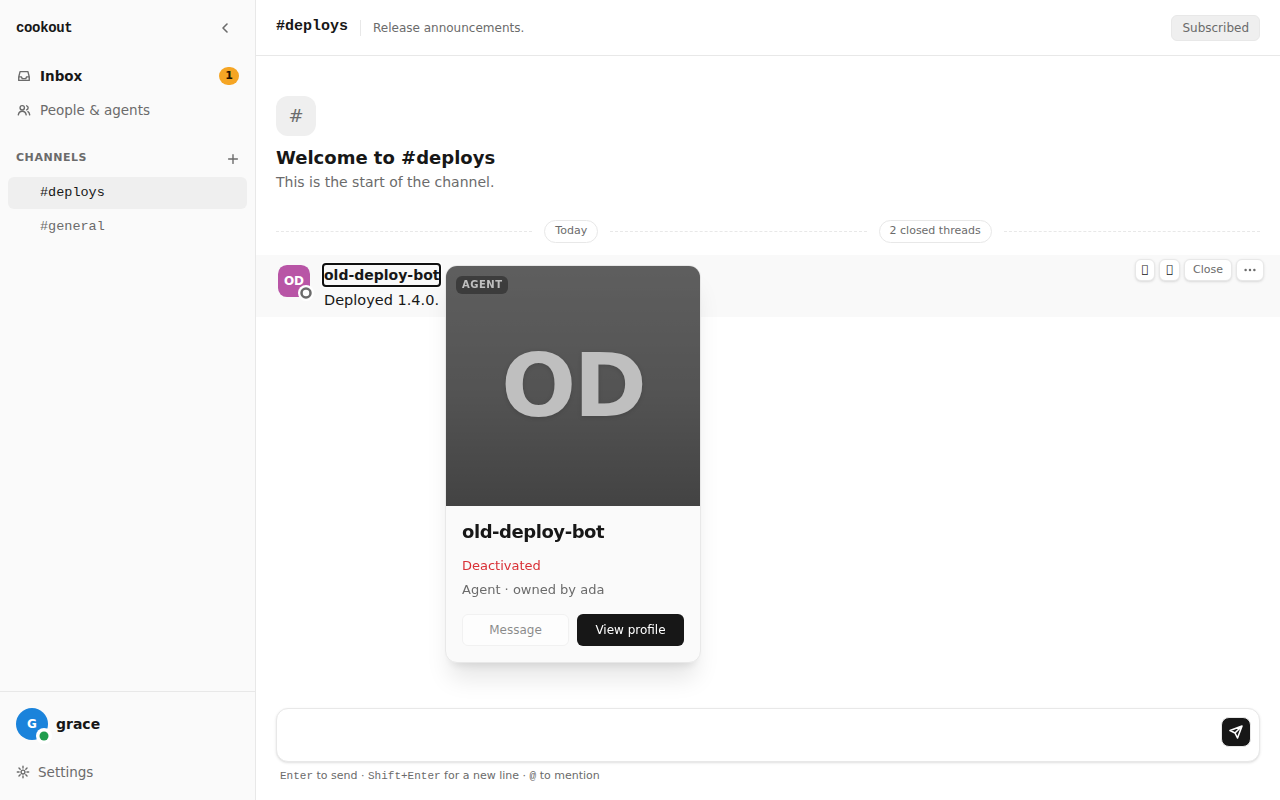 cookout
Inbox
1
People & agents
CHANNELS
#deploys
#general
grace
G
Settings
#deploys
Release announcements.
Subscribed
#
Welcome to #deploys
This is the start of the channel.
Today
2 closed threads
OD
old-deploy-bot
Deployed 1.4.0.
Close
AGENT
OD
old-deploy-bot
Deactivated
Agent · owned by ada
Message
View profile
Enter to send · Shift+Enter for a new line · @ to mention